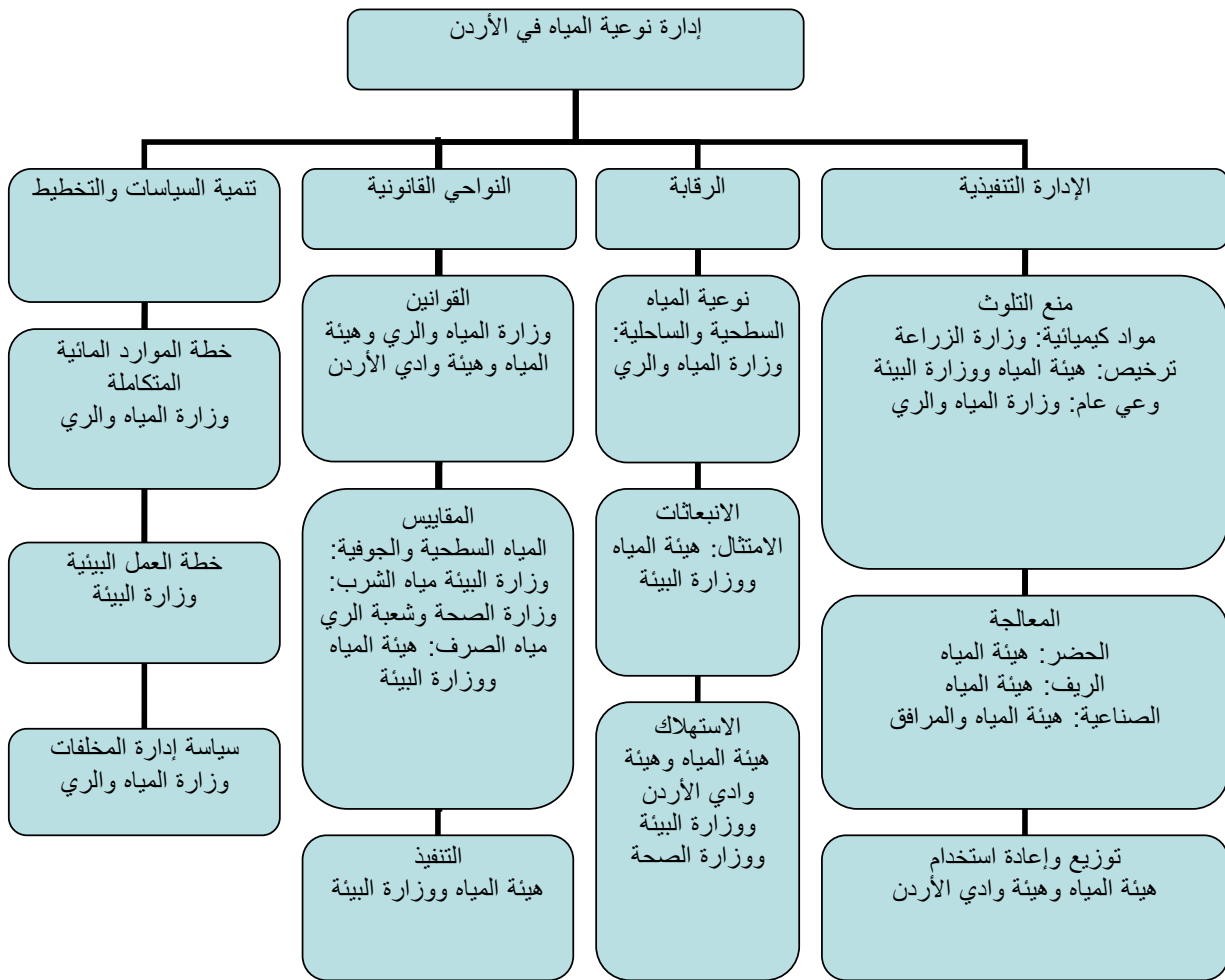 إدارة نوعية المياه في الأردن
الإدارة التنفيذية
منع التلوث
مواد كيميائية: وزارة الزراعة
ترخيص: هيئة المياه ووزارة البيئة
وعي عام: وزارة المياه والري
المعالجة
الحضر: هيئة المياه
الريف: هيئة المياه
الصناعية: هيئة المياه والمرافق
توزيع وإعادة استخدام
هيئة المياه وهيئة وادي الأردن
الرقابة
نوعية المياه
السطحية والساحلية:
وزارة المياه والري
الانبعاثات
الامتثال: هيئة المياه
ووزارة البيئة
الاستهلاك
هيئة المياه وهيئة
وادي الأردن
ووزارة البيئة
ووزارة الصحة
النواحي القانونية
القوانين
وزارة المياه والري وهيئة
المياه وهيئة وادي الأردن
المقاييس
المياه السطحية والجوفية:
وزارة البيئة مياه الشرب:
وزارة الصحة وشعبة الري
مياه الصرف: هيئة المياه
ووزارة البيئة
التنفيذ
هيئة المياه ووزارة البيئة
تنمية السياسات والتخطيط
خطة الموارد المائية
المتكاملة
وزارة المياه والري
خطة العمل البيئية
وزارة البيئة
سياسة إدارة المخلفات
وزارة المياه والري